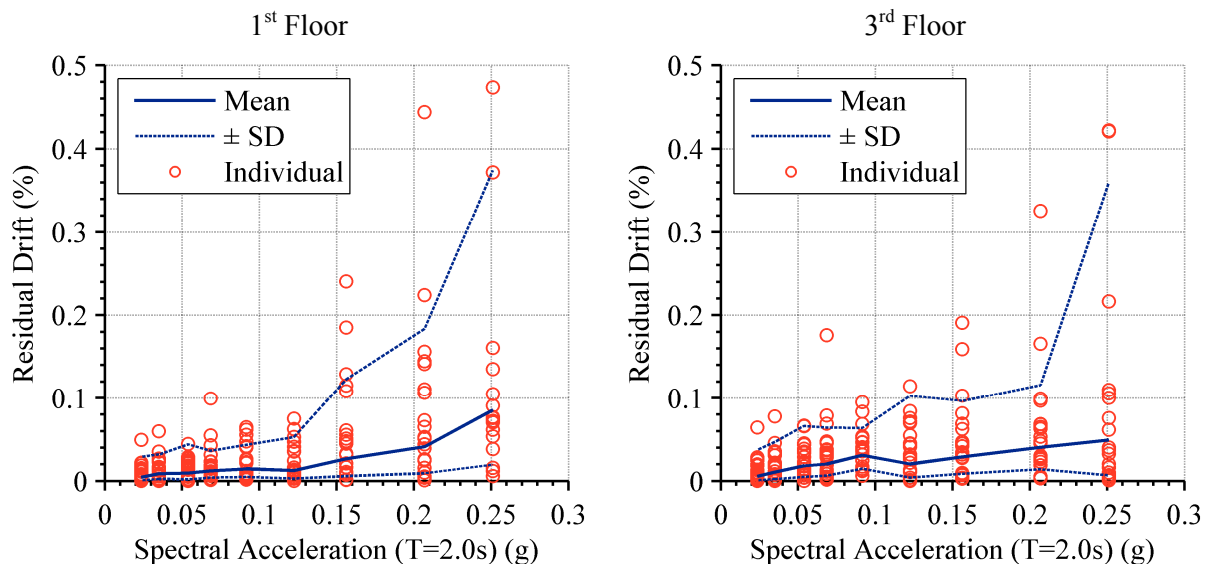 1st Floor
0.5
0.4
0.3
0.2
0.1
0
Residual Drift (%)
Mean
± SD
Individual
0 0.05 0.1 0.15 0.2 0.25 0.3
Spectral Acceleration (T=2.0s) (g)
3rd Floor
0.5
0.4
0.3
0.2
0.1
0
Residual Drift (%)
Mean
± SD
Individual
0 0.05 0.1 0.15 0.2 0.25 0.3
Spectral Acceleration (T=2.0s) (g)